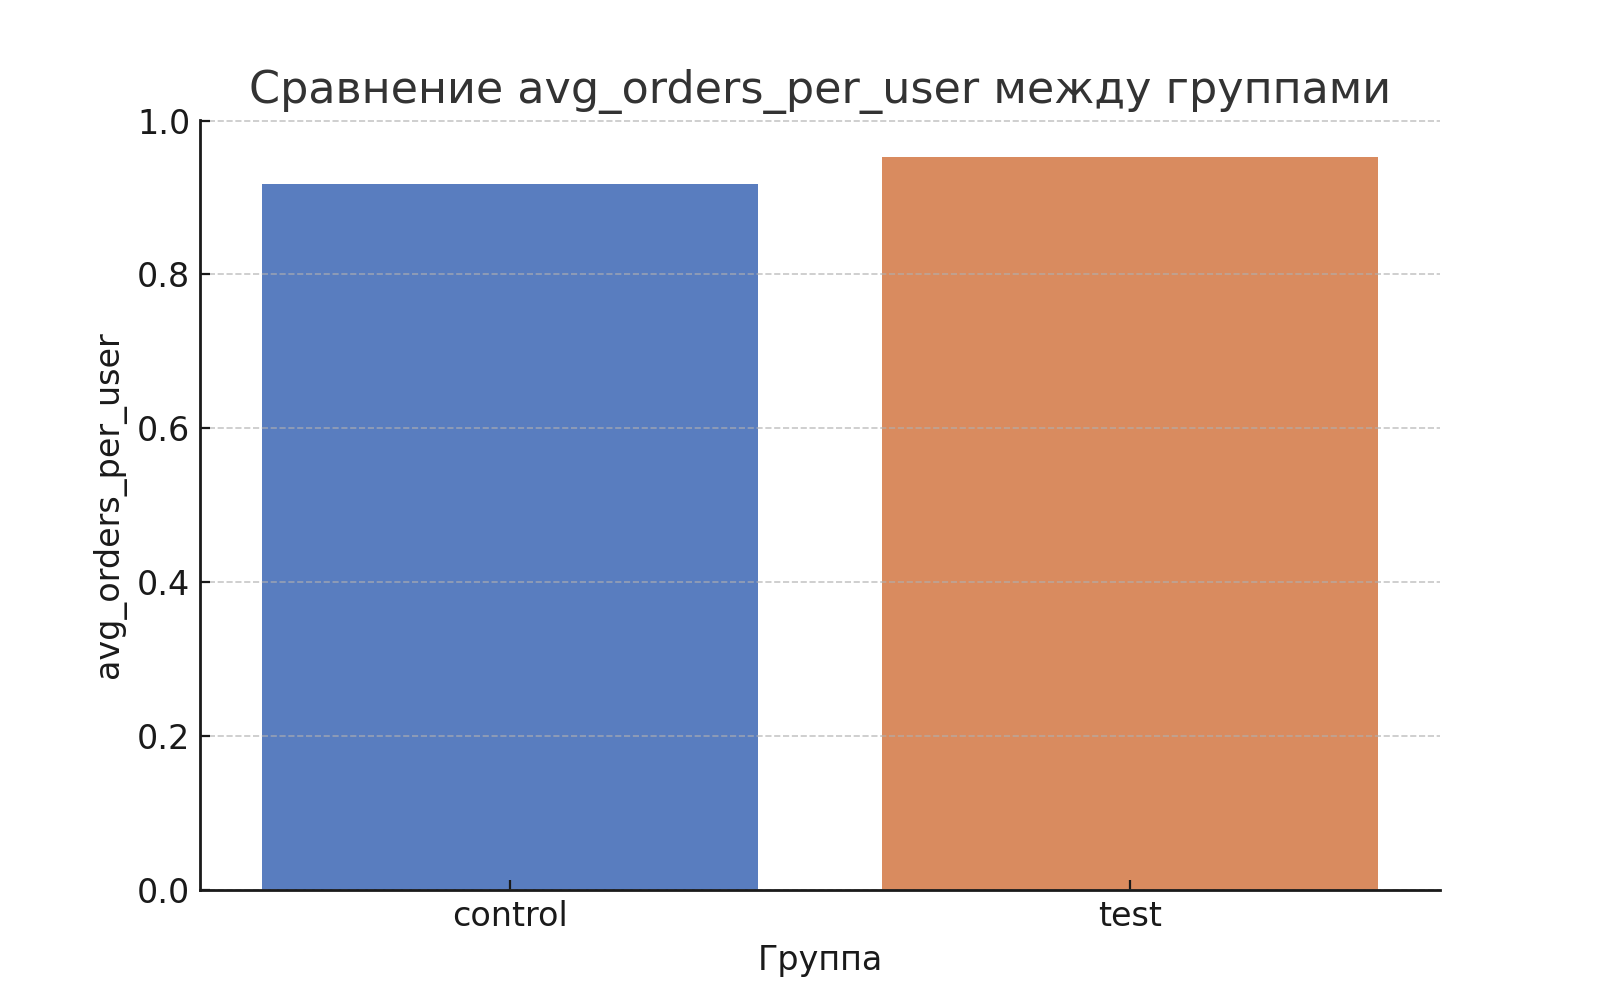 Сравнение avg_orders_per_user между группами
avg_orders_per_user
1.0
0.8
0.6
0.4
0.2
0.0
control
test
Группа